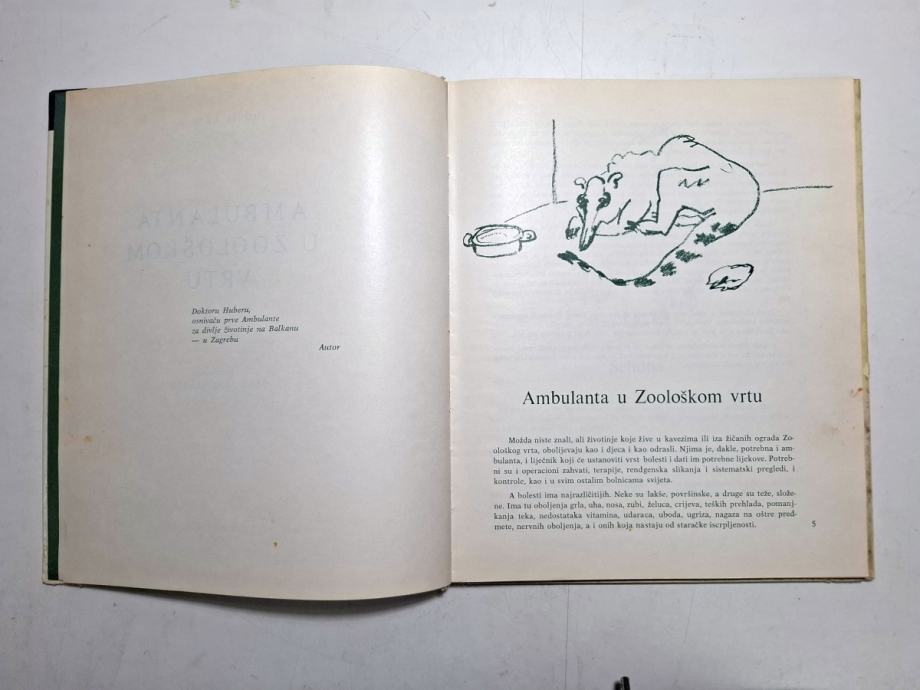 Doktoru Huberu,
osnivaču prve Ambulante
za divlje životinje na Balkanu
— u Zagrebu
Autor
Ambulanta u Zoološkom vrtu
Možda niste znali, ali životinje koje žive u kavezima ili iza žičanih ograda Zo-
ološkog vrta, obolijevaju kao i djeca i kao odrasli. Njima je, dakle, potrebna i am-
bulanta, i liječnik koji će ustanoviti vrst bolesti i dati im potrebne lijekove. Potreb-
ni su i operacioni zahvati, terapije, rendgenska slikanja i sistematski pregledi, i
kontrole, kao i u svim ostalim bolnicama svijeta.
A bolesti ima najrazličitijih. Neke su lakše, površinske, a druge su teže, slože-
ne. Ima tu oboljenja grla, uha, nosa, zubi, želuca, crijeva, teških prehlada, pomanj-
kanja teka, nedostataka vitamina, udaraca, uboda, ugriza, nagaza na oštre pred-
mete, nervnih oboljenja, a i onih koja nastaju od staračke iscrpljenosti.
5